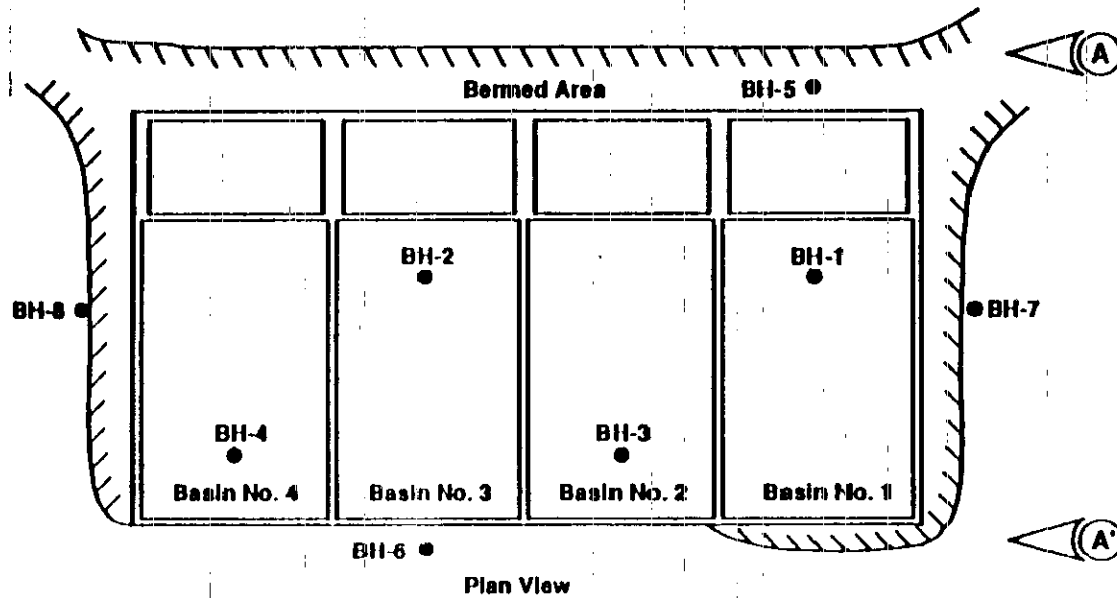 A
Bermed Area
BH-5
BH-2
BH-1
BH-8
BH-7
BH-4
BH-3
Basin No. 4
Basin No. 3
Basin No. 2
Basin No. 1
BH-6
A'
Plan View